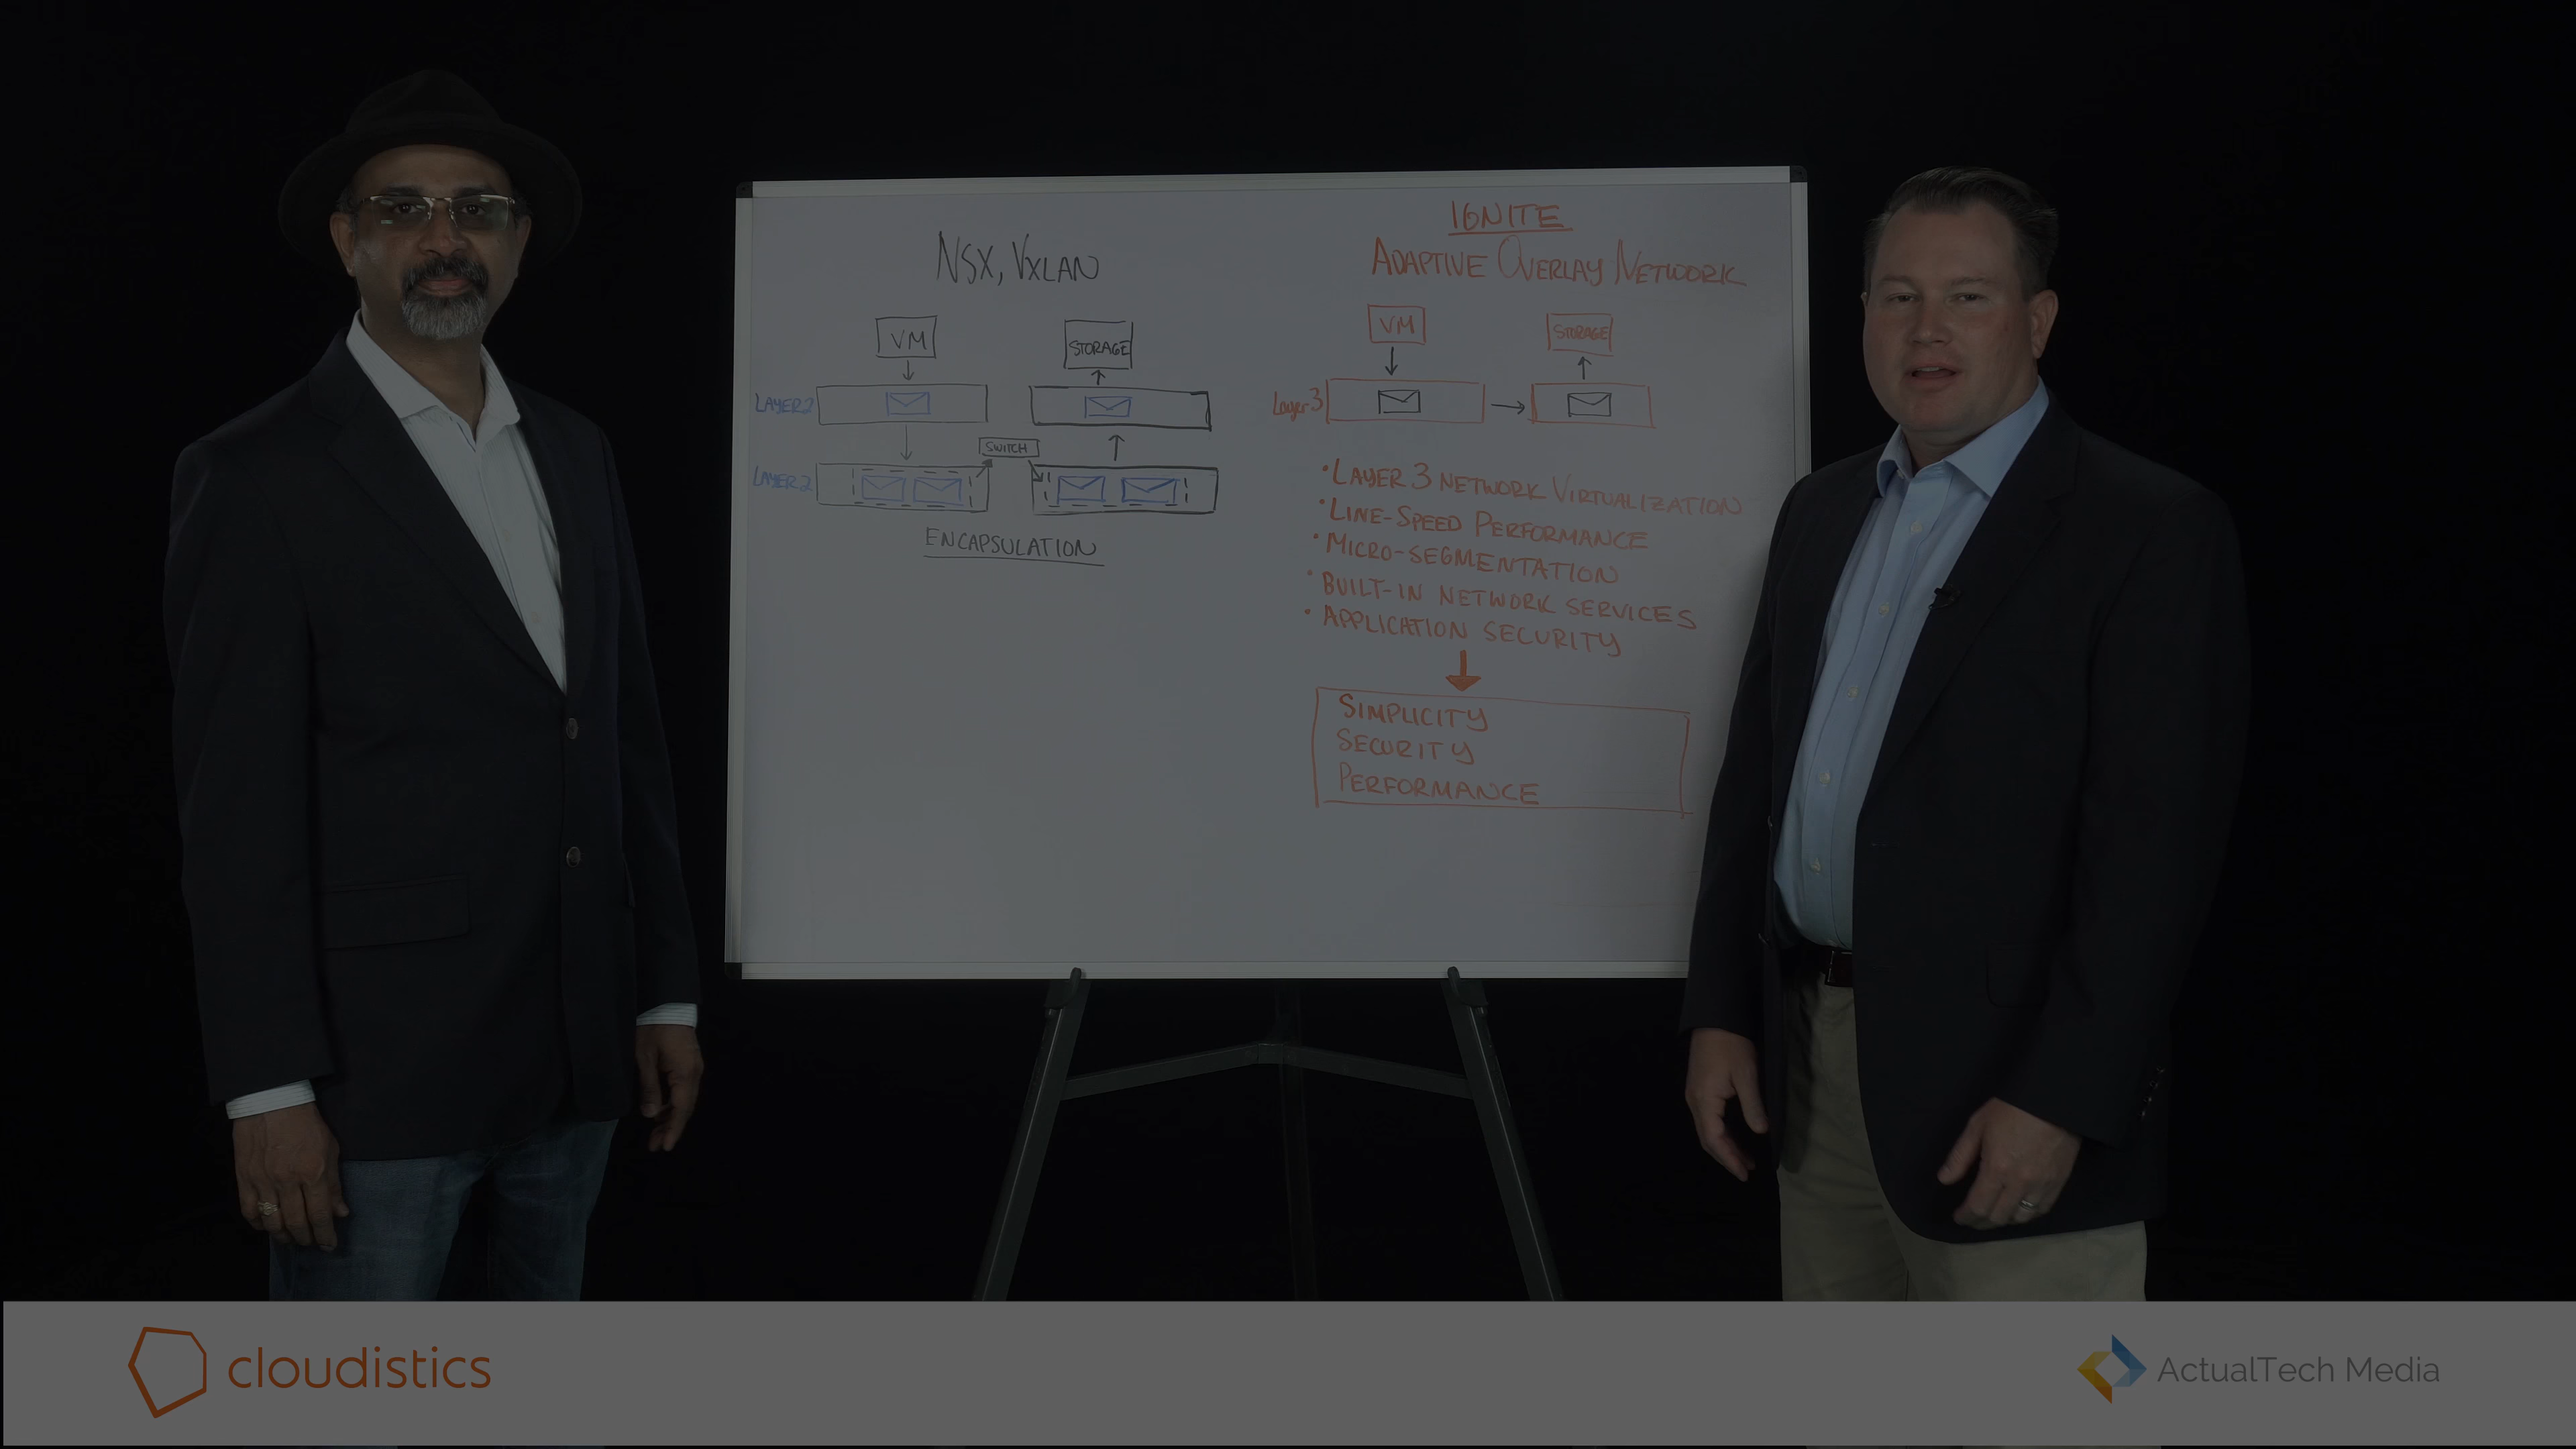 NSX, VXLAN
VM
STORAGE
LAYER 2
SWITCH
LAYER 2
ENCAPSULATION
IGNITE
ADAPTIVE OVERLAY NETWORK
VM
STORAGE
Layer 3
• LAYER 3 NETWORK VIRTUALIZATION
• LINE-SPEED PERFORMANCE
• MICRO-SEGMENTATION
• BUILT-IN NETWORK SERVICES
• APPLICATION SECURITY
SIMPLICITY
SECURITY
PERFORMANCE
cloudistics
ActualTech Media